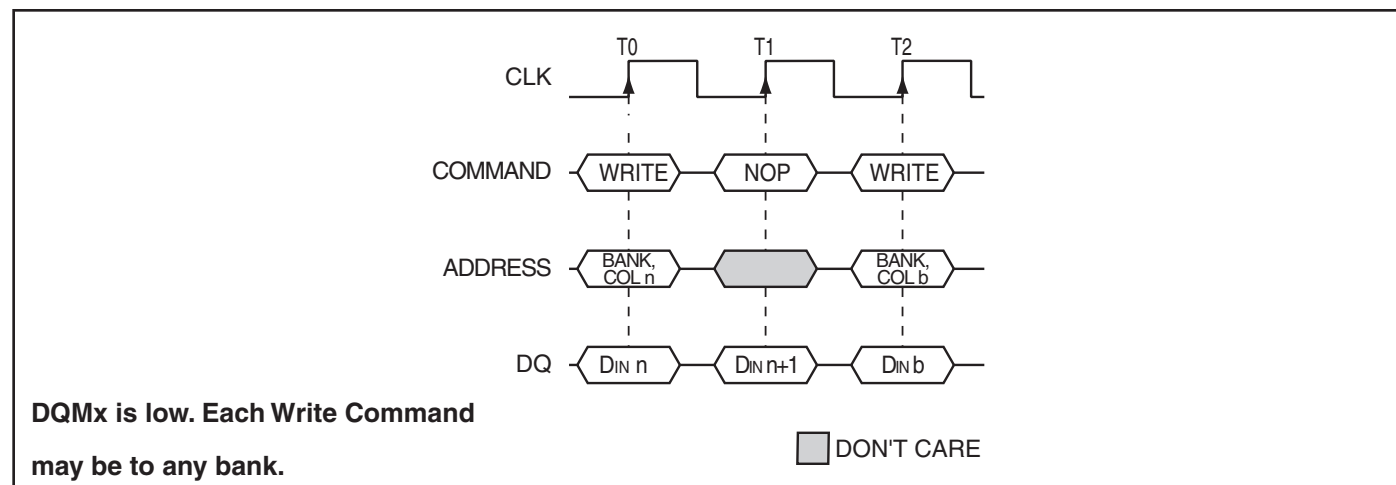 T0 T1 T2
CLK
COMMAND WRITE NOP WRITE
ADDRESS BANK, COL n BANK, COL b
DQ DIN n DIN n+1 DIN b
DQMx is low. Each Write Command
may be to any bank.
DON'T CARE